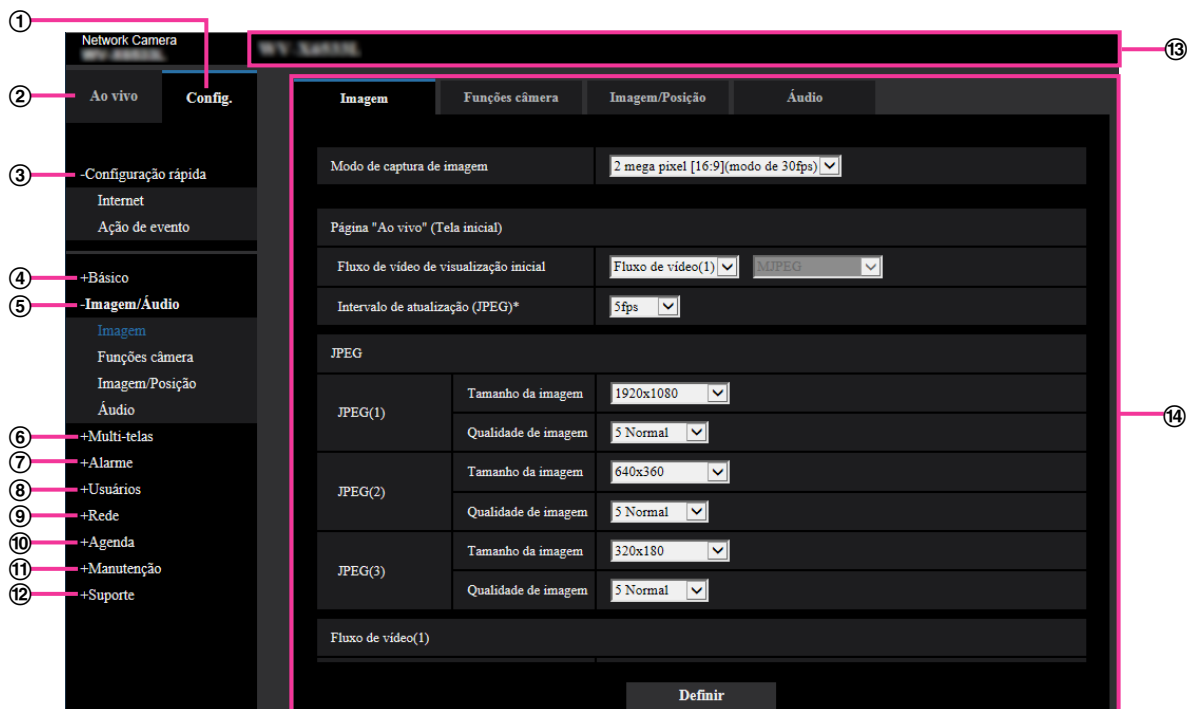 ①
Network Camera
⑬
②
Ao vivo
Config.
③
-Configuração rápida
Internet
Ação de evento
④
+Básico
⑤
-Imagem/Áudio
Imagem
Funções câmera
Imagem/Posição
Áudio
⑥
+Multi-telas
⑦
+Alarme
⑧
+Usuários
⑨
+Rede
⑩
+Agenda
⑪
+Manutenção
⑫
+Suporte
Imagem
Funções câmera
Imagem/Posição
Áudio
Modo de captura de imagem
2 mega pixel [16:9](modo de 30fps)
Página "Ao vivo" (Tela inicial)
Fluxo de vídeo de visualização inicial
Fluxo de vídeo(1)
MJPEG
Intervalo de atualização (JPEG)*
5fps
JPEG
JPEG(1)
Tamanho da imagem
1920x1080
Qualidade de imagem
5 Normal
JPEG(2)
Tamanho da imagem
640x360
Qualidade de imagem
5 Normal
JPEG(3)
Tamanho da imagem
320x180
Qualidade de imagem
5 Normal
Fluxo de vídeo(1)
Definir
⑭